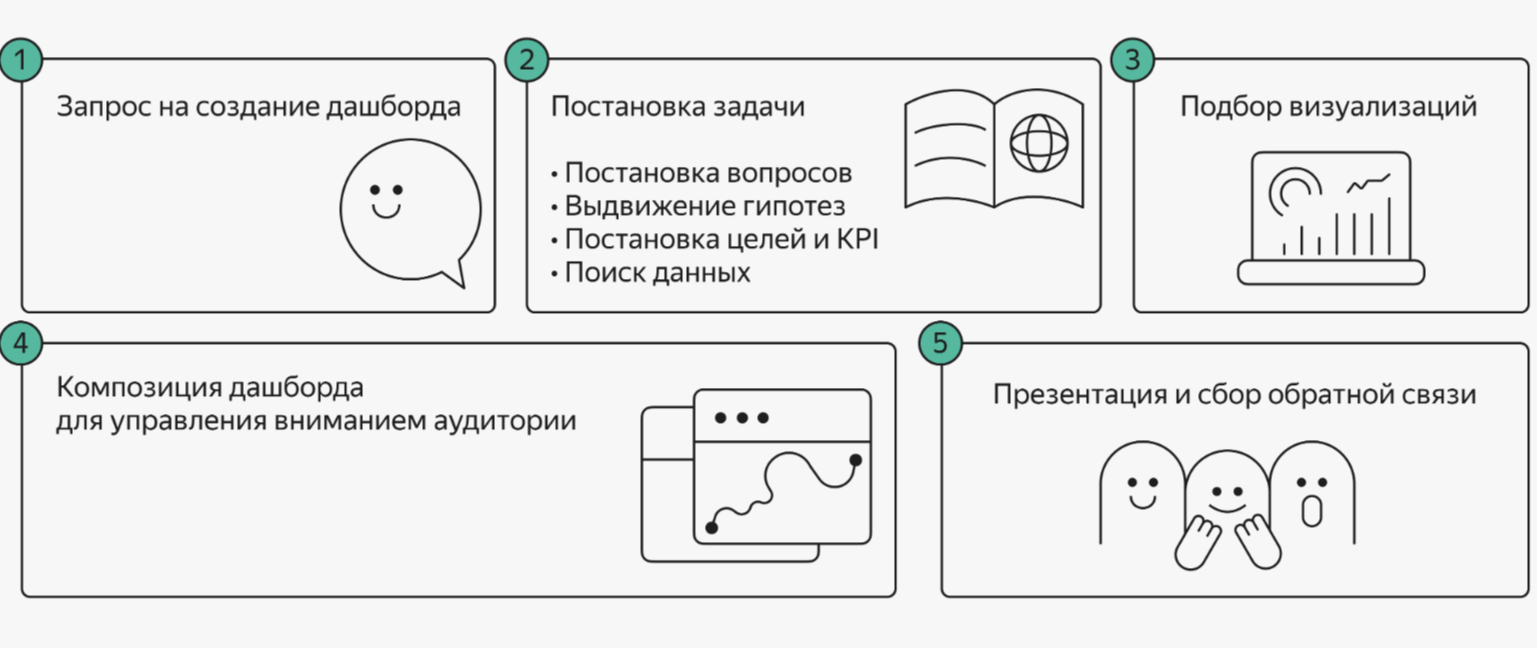 1
Запрос на создание дашборда
2
Постановка задачи
• Постановка вопросов
• Выдвижение гипотез
• Постановка целей и KPI
• Поиск данных
3
Подбор визуализаций
4
Композиция дашборда
для управления вниманием аудитории
5
Презентация и сбор обратной связи